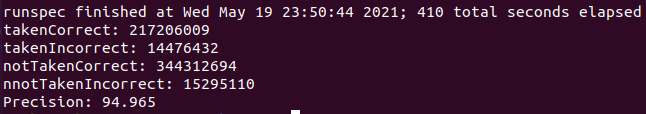 runspec finished at Wed May 19 23:50:44 2021; 410 total seconds elapsed
takenCorrect: 217206009
takenIncorrect: 14476432
notTakenCorrect: 344312694
nnotTakenIncorrect: 15295110
Precision: 94.965